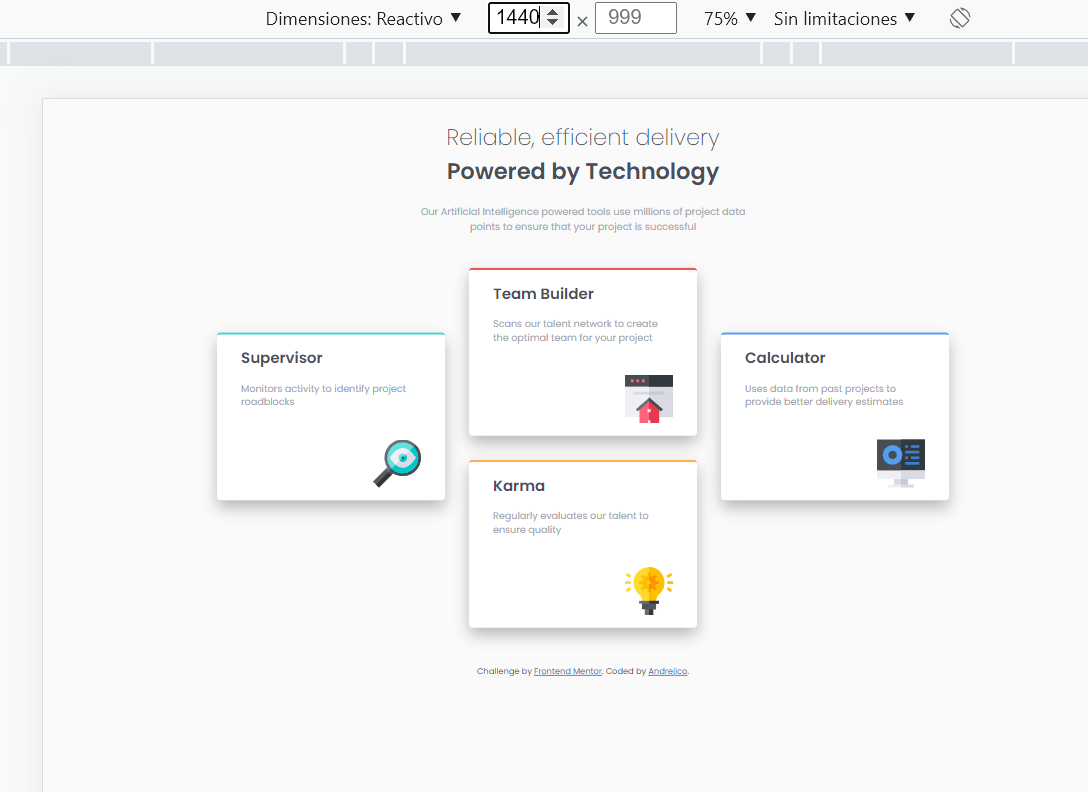 Dimensiones: Reactivo ▼ 1440 × 999 75% ▼ Sin limitaciones ▼
Reliable, efficient delivery
Powered by Technology
Our Artificial Intelligence powered tools use millions of project data
points to ensure that your project is successful
Supervisor
Monitors activity to identify project
roadblocks
Team Builder
Scans our talent network to create
the optimal team for your project
Karma
Regularly evaluates our talent to
ensure quality
Calculator
Uses data from past projects to
provide better delivery estimates
Challenge by Frontend Mentor. Coded by Andrejico.